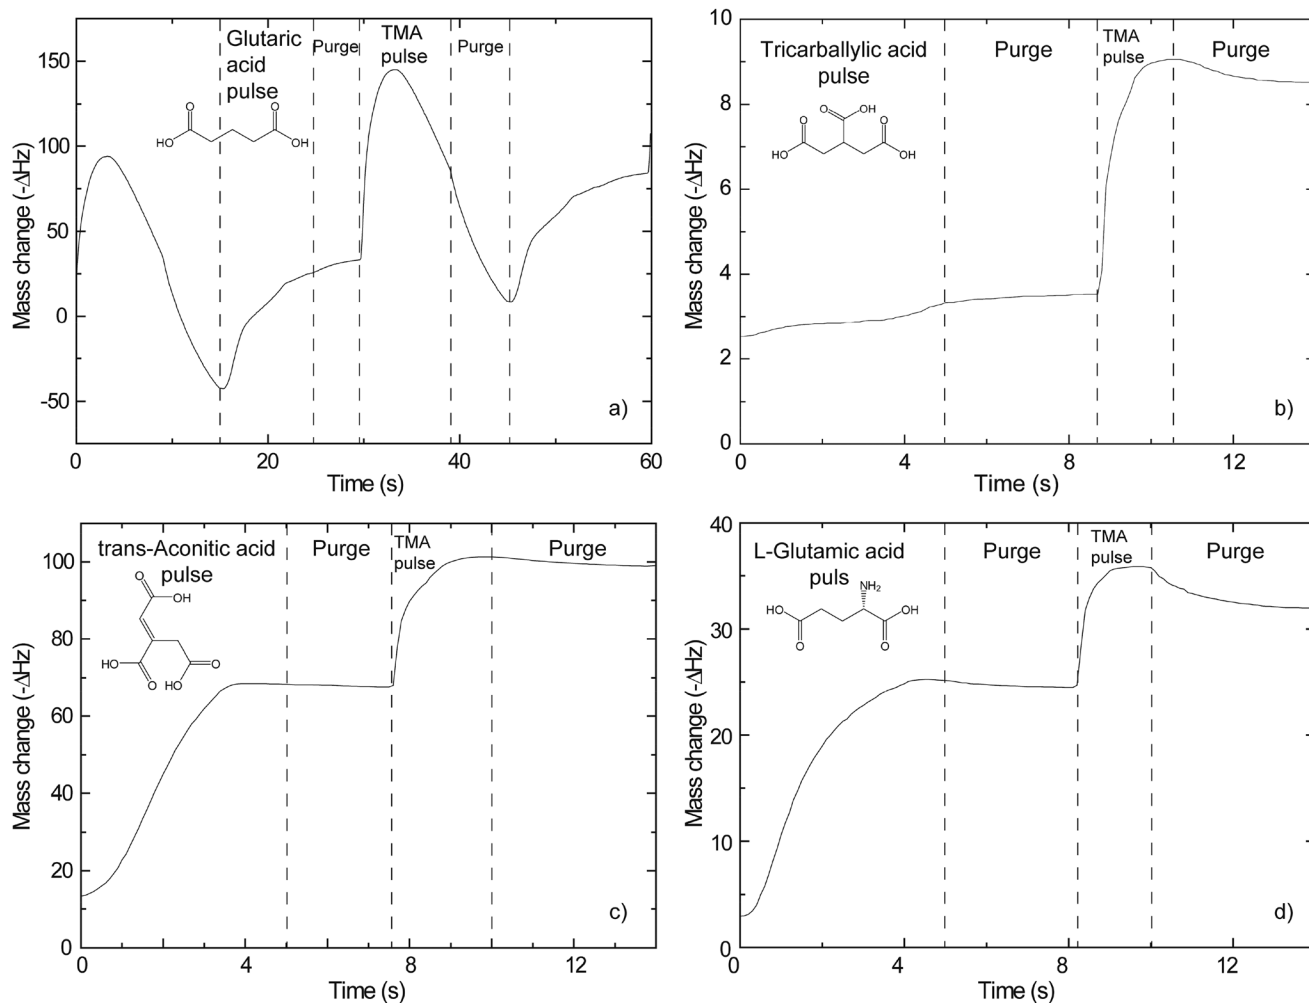 Glutaric
acid
pulse
Purge
TMA
pulse
Purge
O
O
HO
OH
150
100
50
0
-50
Mass change (-ΔHz)
0
20
40
60
Time (s)
a)
Tricarballylic acid
pulse
Purge
TMA
pulse
Purge
OH
O
O
O
HO
OH
10
8
6
4
2
0
Mass change (-ΔHz)
0
4
8
12
Time (s)
b)
trans-Aconitic acid
pulse
Purge
TMA
pulse
Purge
O
OH
HO
O
O
HO
100
80
60
40
20
0
Mass change (-ΔHz)
0
4
8
12
Time (s)
c)
L-Glutamic acid
puls
Purge
TMA
pulse
Purge
NH2
HO
OH
O
O
40
30
20
10
0
Mass change (-ΔHz)
0
4
8
12
Time (s)
d)